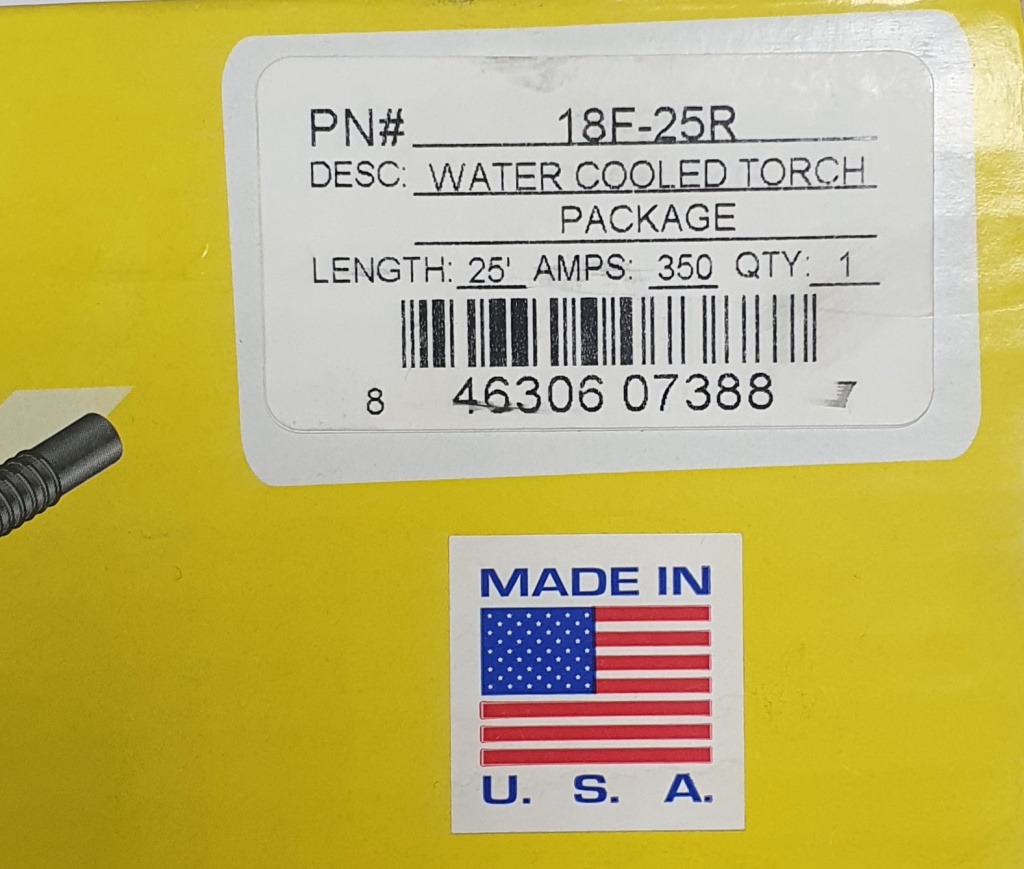 PN# 18F-25R
DESC: WATER COOLED TORCH
PACKAGE
LENGTH: 25' AMPS: 350 QTY: 1
8 46306 07388 7
MADE IN
U. S. A.